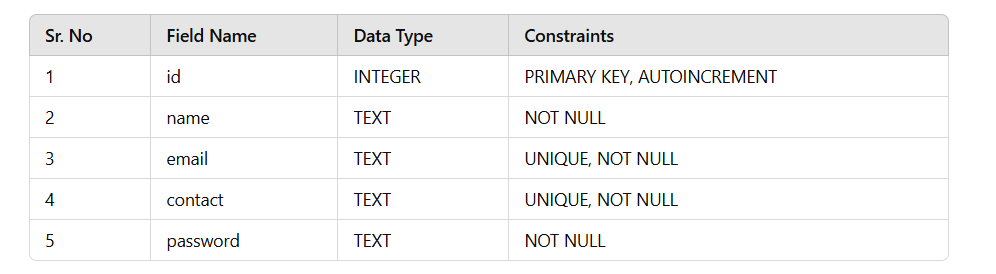 Sr. No Field Name Data Type Constraints
1 id INTEGER PRIMARY KEY, AUTOINCREMENT
2 name TEXT NOT NULL
3 email TEXT UNIQUE, NOT NULL
4 contact TEXT UNIQUE, NOT NULL
5 password TEXT NOT NULL